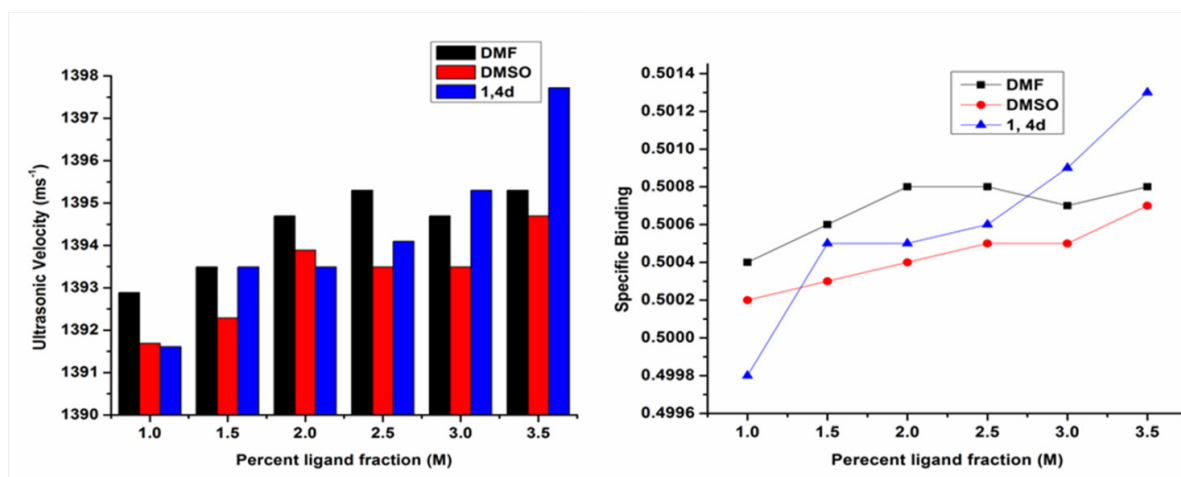 DMF
DMSO
1,4d
1398
1397
1396
1395
1394
1393
1392
1391
1390
Ultrasonic Velocity (ms-1)
1.0 1.5 2.0 2.5 3.0 3.5
Percent ligand fraction (M)
DMF
DMSO
1, 4d
0.5014
0.5012
0.5010
0.5008
0.5006
0.5004
0.5002
0.5000
0.4998
0.4996
Specific Binding
1.0 1.5 2.0 2.5 3.0 3.5
Perecent ligand fraction (M)